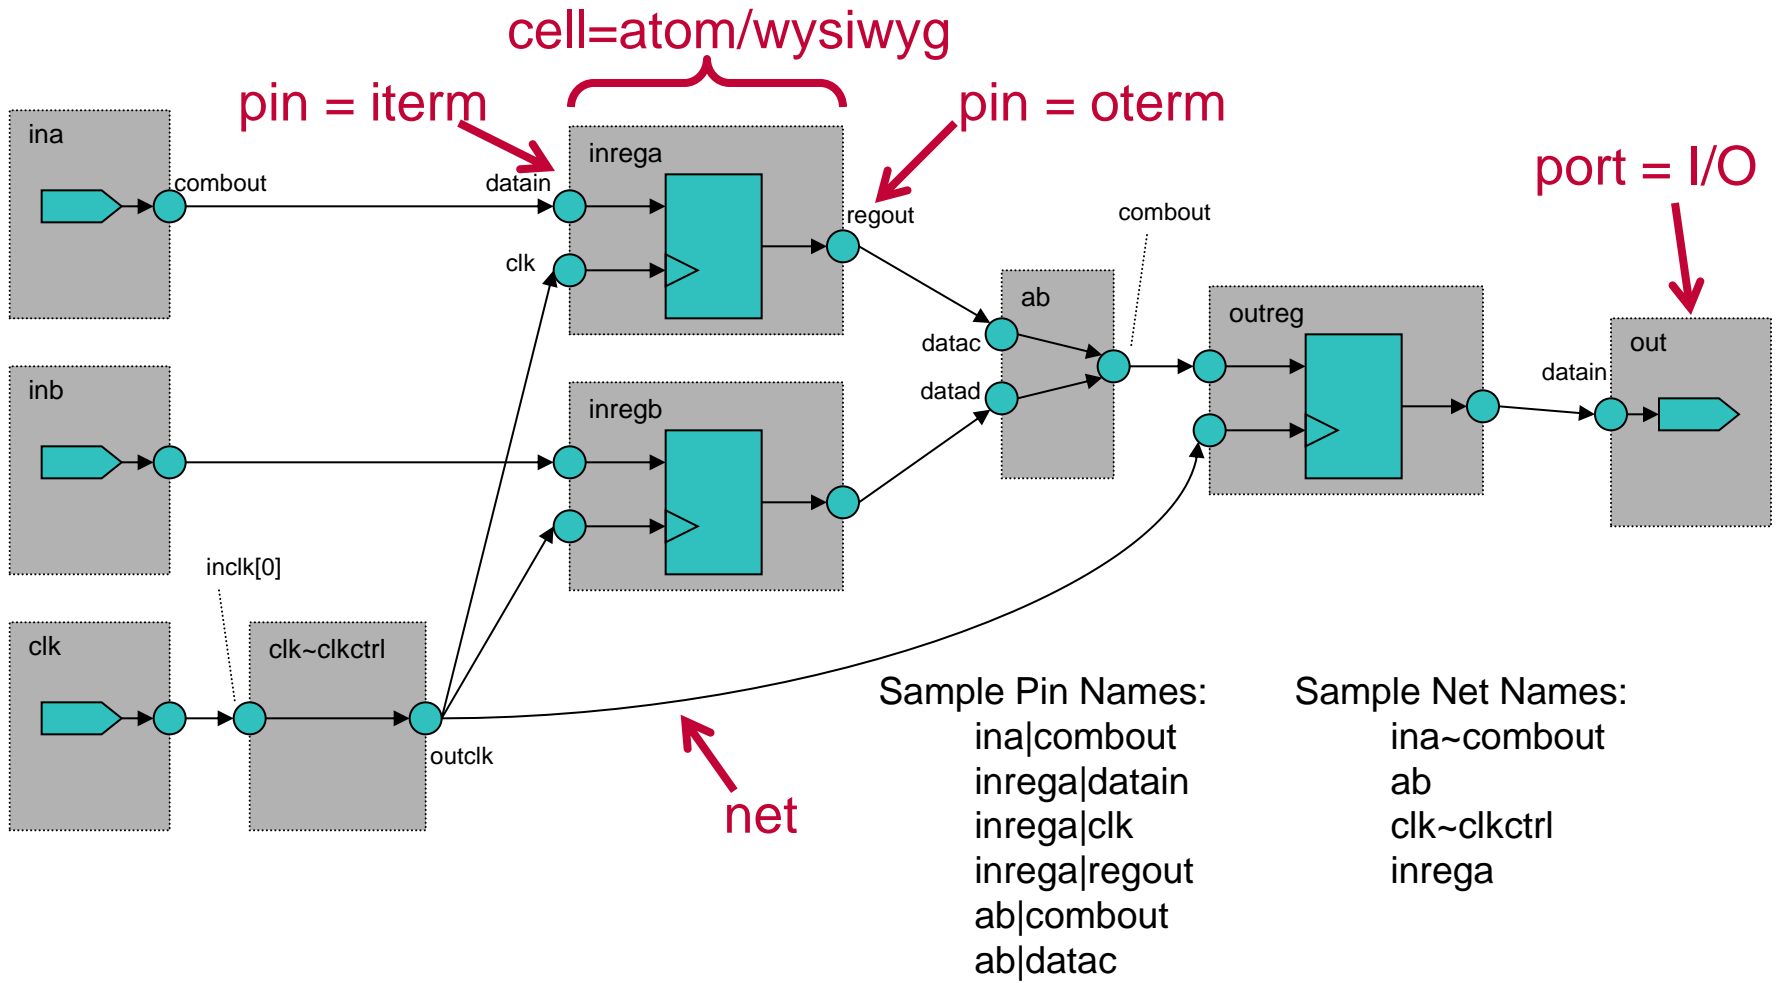 cell=atom/wysiwyg
pin = iterm
pin = oterm
port = I/O
ina
combout
datain
inrega
clk
regout
combout
ab
datac
datad
outreg
datain
out
inb
inregb
inclk[0]
clk
clk~clkctrl
outclk
net
Sample Pin Names:
ina|combout
inrega|datain
inrega|clk
inrega|regout
ab|combout
ab|datac
Sample Net Names:
ina~combout
ab
clk~clkctrl
inrega